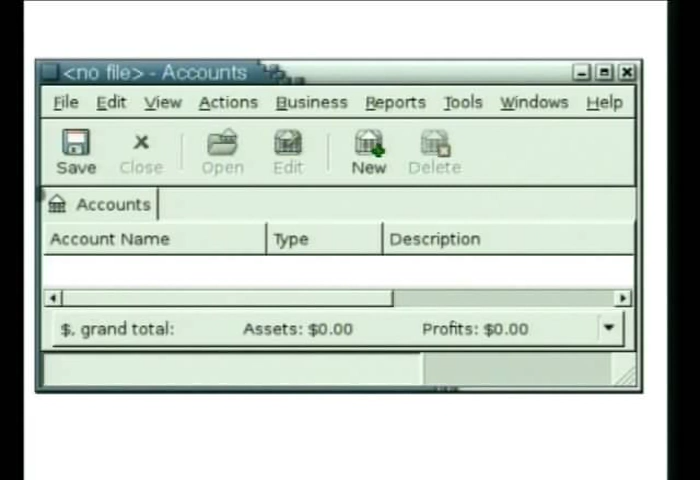 <no file> - Accounts
File Edit View Actions Business Reports Tools Windows Help
Save Close Open Edit New Delete
Accounts
Account Name Type Description
$, grand total: Assets: $0.00 Profits: $0.00